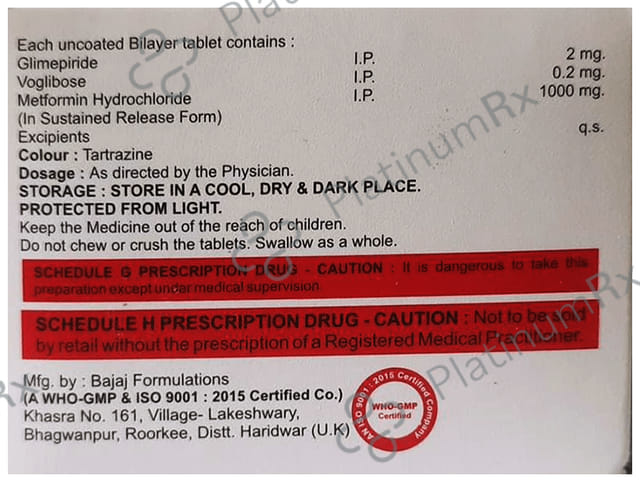 Each uncoated Bilayer tablet contains :
Glimepiride I.P. 2 mg.
Voglibose I.P. 0.2 mg.
Metformin Hydrochloride I.P. 1000 mg.
(In Sustained Release Form)
Excipients q.s.
Colour : Tartrazine
Dosage : As directed by the Physician.
STORAGE : STORE IN A COOL, DRY & DARK PLACE.
PROTECTED FROM LIGHT.
Keep the Medicine out of the reach of children.
Do not chew or crush the tablets. Swallow as a whole.
SCHEDULE G PRESCRIPTION DRUG - CAUTION : It is dangerous to take this
preparation except under medical supervision
SCHEDULE H PRESCRIPTION DRUG - CAUTION : Not to be sold
by retail without the prescription of a Registered Medical Practitioner.
Mfg. by : Bajaj Formulations
(A WHO-GMP & ISO 9001 : 2015 Certified Co.)
Khasra No. 161, Village- Lakeshwary,
Bhagwanpur, Roorkee, Distt. Haridwar (U.K)
AN ISO 9001 : 2015 Certified Company
WHO-GMP
Certified
PlatinumRx
PlatinumRx
PlatinumRx
Rx